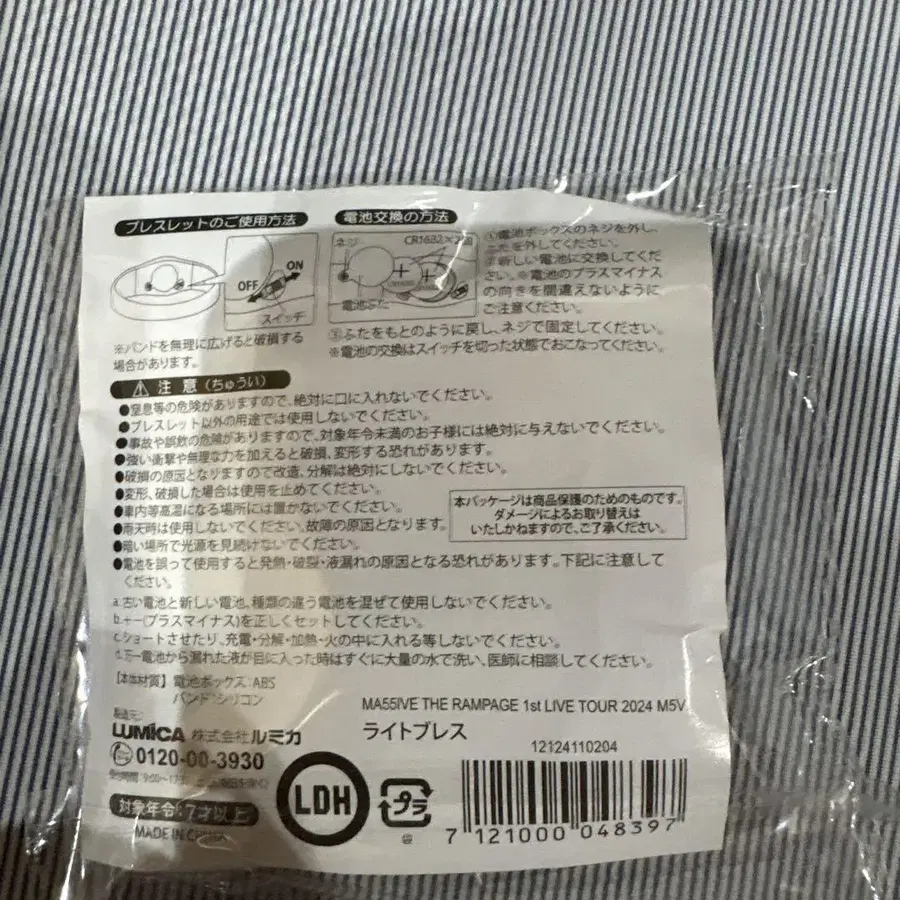 ブレスレットのご使用方法
ON
OFF
スイッチ
※バンドを無理に広げると破損する
場合があります。
電池交換の方法
ネジ
CR1632×2個
電池ぶた
①電池ボックスのネジを外し、
ふたを外してください。
②新しい電池に交換してくだ
さい。※電池のプラスマイナス
の向きを間違えないように
ご注意ください。
③ふたをもとのように戻し、ネジで固定してください。
※電池の交換はスイッチを切った状態でおこなってください。
注意(ちゅうい)
●窒息等の危険がありますので、絶対に口に入れないでください。
●ブレスレット以外の用途では使用しないでください。
●事故や誤飲の危険がありますので、対象年令未満のお子様には絶対に与えないでください。
●強い衝撃や無理な力を加えると破損、変形する恐れがあります。
●破損の原因となりますので改造、分解は絶対にしないでください。
●変形、破損した場合は使用を止めてください。
●車内等高温になる場所には置かないでください。
●雨天時は使用しないでください。故障の原因となります。
●暗い場所で光源を見続けないでください。
●電池を誤って使用すると発熱・破裂・液漏れの原因となる恐れがあります。下記に注意して
ください。
本パッケージは商品保護のためのものです。
ダメージによるお取り替えは
いたしかねますので、ご了承ください。
a.古い電池と新しい電池、種類の違う電池を混ぜて使用しないでください。
b.+-(プラスマイナス)を正しくセットしてください。
c.ショートさせたり、充電・分解・加熱・火の中に入れる等しないでください。
d.万一電池から漏れた液が目に入った時はすぐに大量の水で洗い、医師に相談してください。
【本体材質】 電池ボックス:ABS
バンド:シリコン
製造元:
LUMICA 株式会社ルミカ
0120-00-3930
対象年令:7才以上
MADE IN CHINA
LDH
プラ
MA55IVE THE RAMPAGE 1st LIVE TOUR 2024 M5V
ライトブレス
12124110204
7 121000 048397